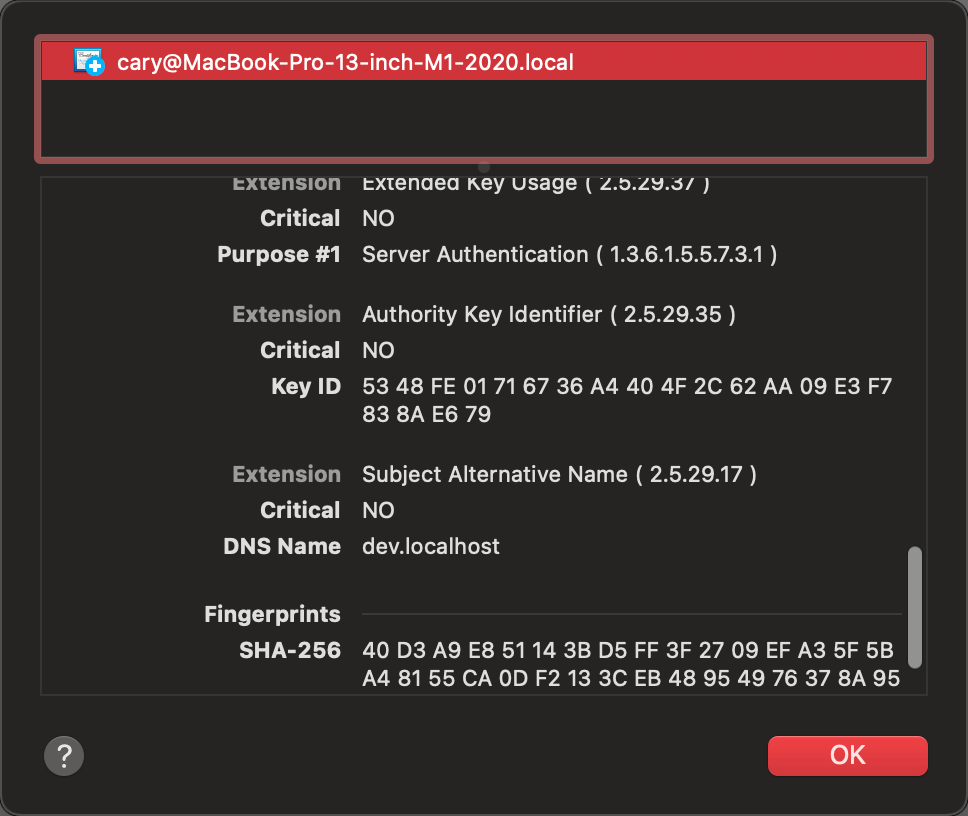 cary@MacBook-Pro-13-inch-M1-2020.local
Extension Extended Key Usage ( 2.5.29.37 )
Critical NO
Purpose #1 Server Authentication ( 1.3.6.1.5.5.7.3.1 )
Extension Authority Key Identifier ( 2.5.29.35 )
Critical NO
Key ID 53 48 FE 01 71 67 36 A4 40 4F 2C 62 AA 09 E3 F7
83 8A E6 79
Extension Subject Alternative Name ( 2.5.29.17 )
Critical NO
DNS Name dev.localhost
Fingerprints
SHA-256 40 D3 A9 E8 51 14 3B D5 FF 3F 27 09 EF A3 5F 5B
A4 81 55 CA 0D F2 13 3C EB 48 95 49 76 37 8A 95
?
OK